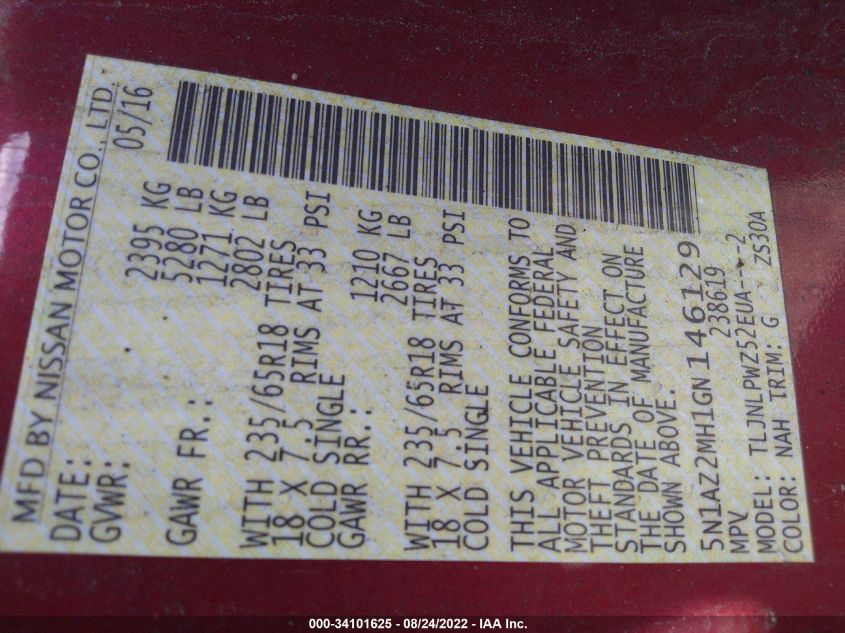 MFD BY NISSAN MOTOR CO., LTD.
DATE: 05/16
GVWR: 2395 KG
5280 LB
GAWR FR.: 1271 KG
2802 LB
WITH 235/65R18 TIRES
18 X 7.5 RIMS AT 33 PSI
COLD SINGLE
GAWR RR.: 1210 KG
2667 LB
WITH 235/65R18 TIRES
18 X 7.5 RIMS AT 33 PSI
COLD SINGLE
THIS VEHICLE CONFORMS TO
ALL APPLICABLE FEDERAL
MOTOR VEHICLE SAFETY AND
THEFT PREVENTION
STANDARDS IN EFFECT ON
THE DATE OF MANUFACTURE
SHOWN ABOVE.
5N1AZ2MH1GN146129
MPV 238619
MODEL: TLJNLPWZ52EUA---2
COLOR: NAH TRIM: G ZS30A
000-34101625 - 08/24/2022 - IAA Inc.